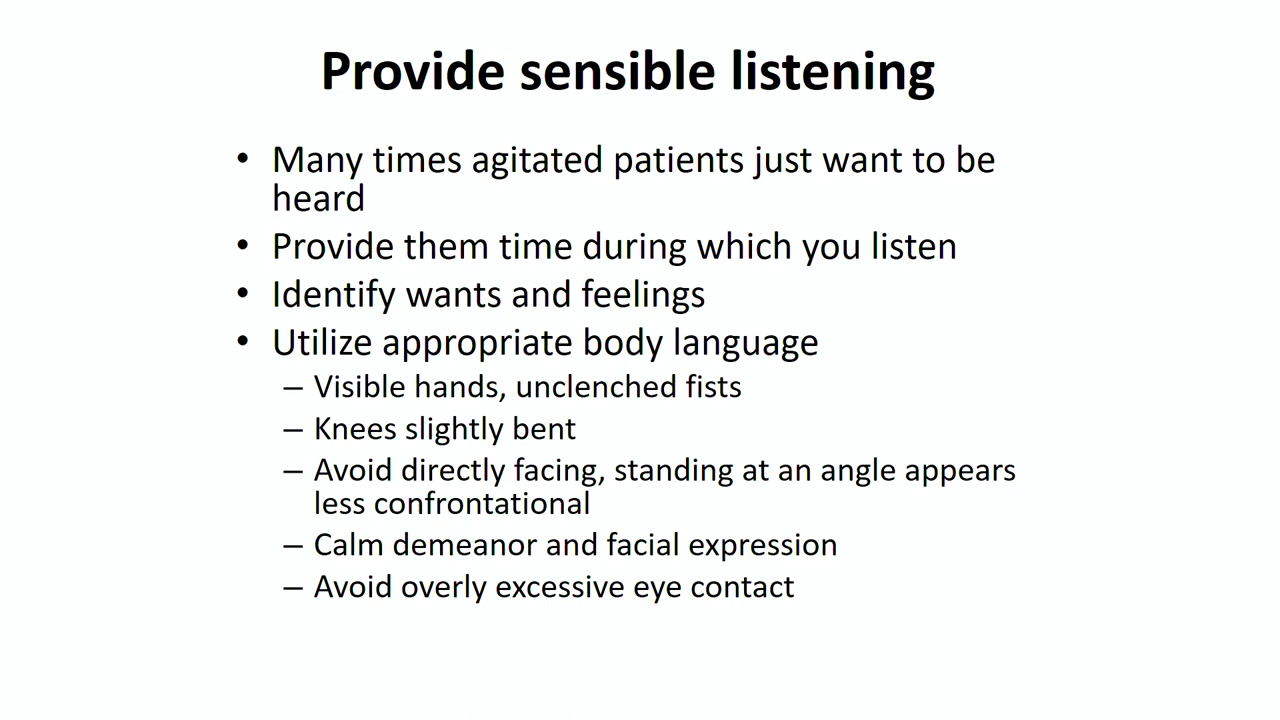 Provide sensible listening
• Many times agitated patients just want to be
heard
• Provide them time during which you listen
• Identify wants and feelings
• Utilize appropriate body language
– Visible hands, unclenched fists
– Knees slightly bent
– Avoid directly facing, standing at an angle appears
less confrontational
– Calm demeanor and facial expression
– Avoid overly excessive eye contact